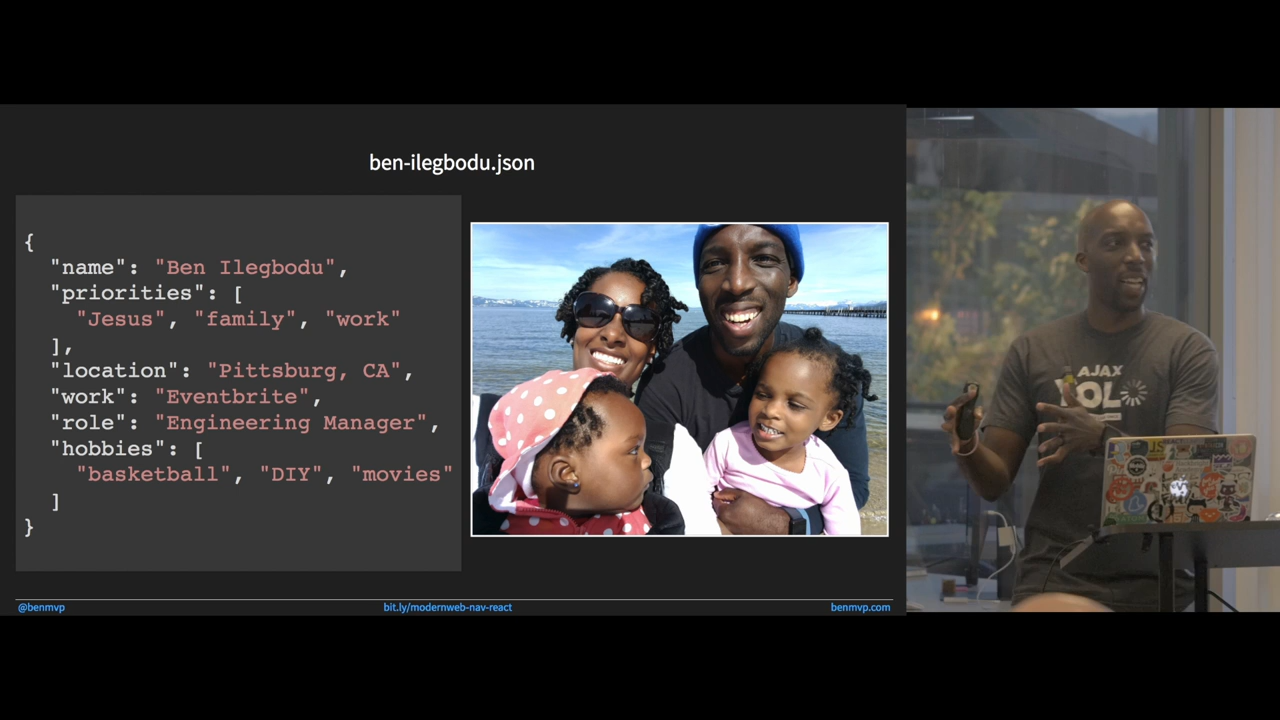 ben-ilegbodu.json
{
"name": "Ben Ilegbodu",
"priorities": [
"Jesus", "family", "work"
],
"location": "Pittsburg, CA",
"work": "Eventbrite",
"role": "Engineering Manager",
"hobbies": [
"basketball", "DIY", "movies"
]
}
@benmvp
bit.ly/modernweb-nav-react
benmvp.com
AJAX
JS